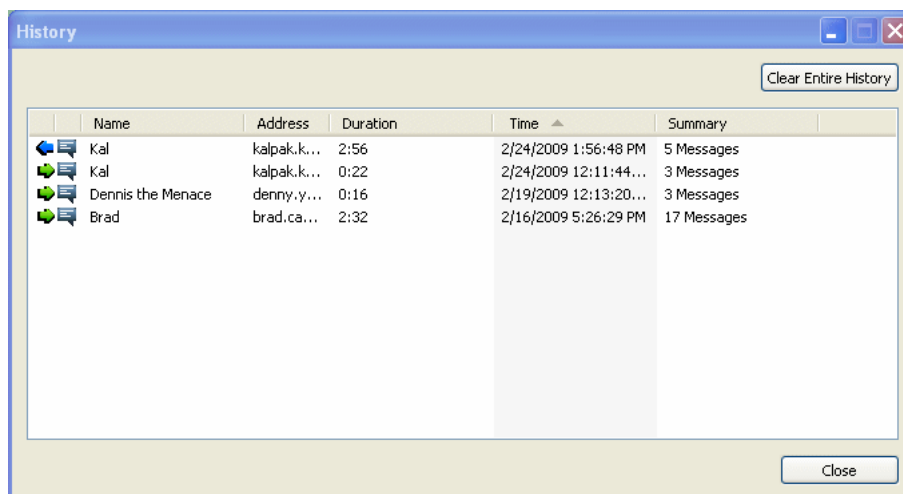 History
Clear Entire History
Name Address Duration Time Summary
Kal kalpak.k... 2:56 2/24/2009 1:56:48 PM 5 Messages
Kal kalpak.k... 0:22 2/24/2009 12:11:44... 3 Messages
Dennis the Menace denny.y... 0:16 2/19/2009 12:13:20... 3 Messages
Brad brad.ca... 2:32 2/16/2009 5:26:29 PM 17 Messages
Close